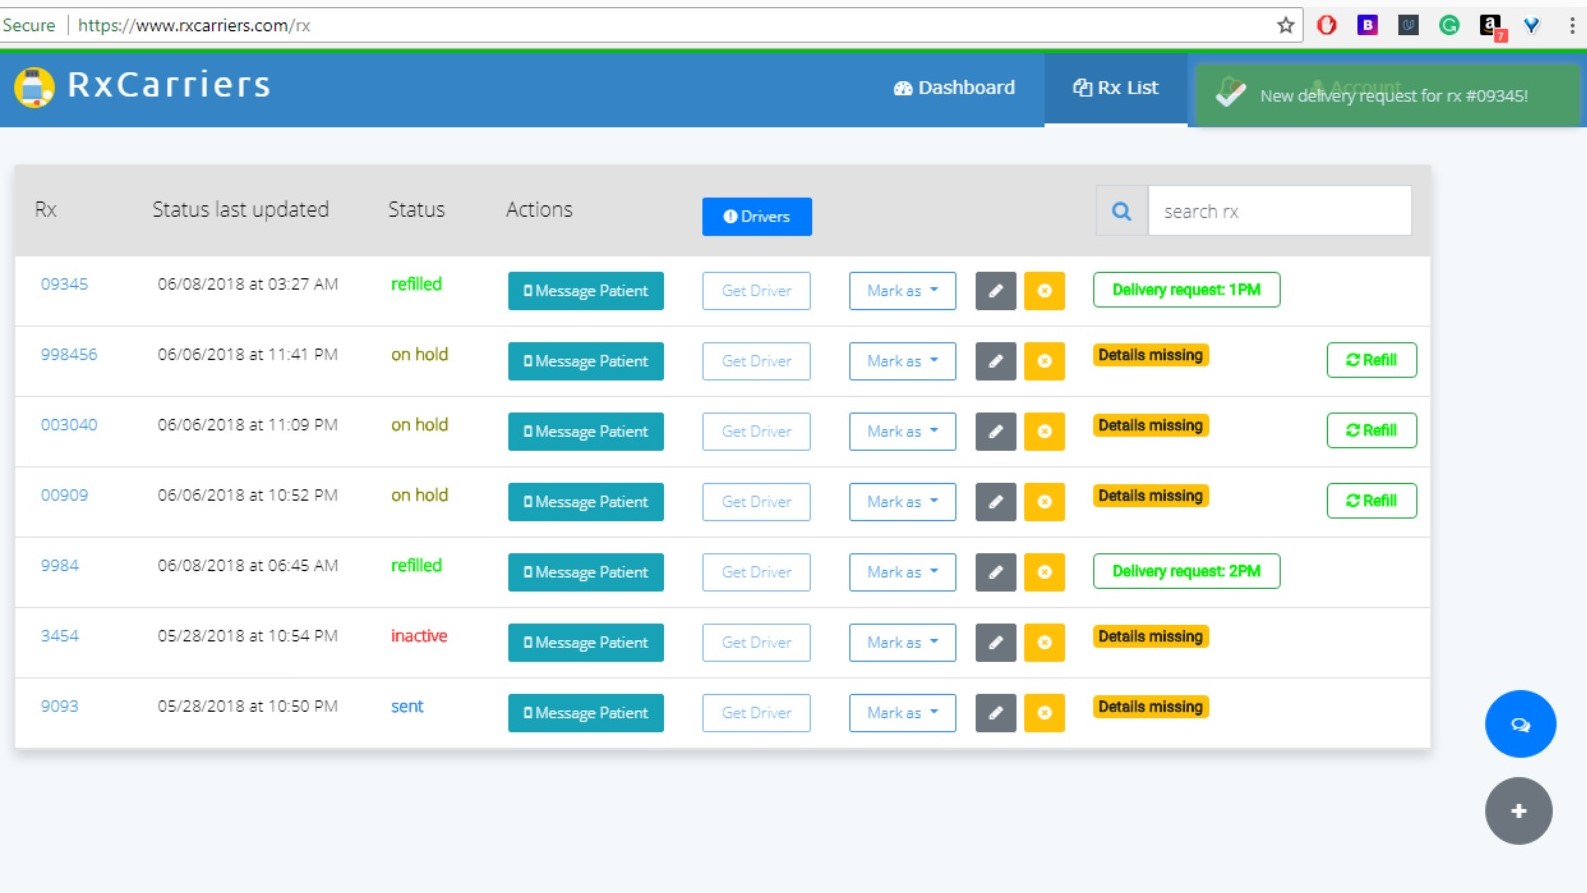 Secure https://www.rxcarriers.com/rx
B
a
7
RxCarriers
Dashboard
Rx List
Account
New delivery request for rx #09345!
Rx Status last updated Status Actions Drivers search rx
09345 06/08/2018 at 03:27 AM refilled Message Patient Get Driver Mark as Delivery request: 1PM
998456 06/06/2018 at 11:41 PM on hold Message Patient Get Driver Mark as Details missing Refill
003040 06/06/2018 at 11:09 PM on hold Message Patient Get Driver Mark as Details missing Refill
00909 06/06/2018 at 10:52 PM on hold Message Patient Get Driver Mark as Details missing Refill
9984 06/08/2018 at 06:45 AM refilled Message Patient Get Driver Mark as Delivery request: 2PM
3454 05/28/2018 at 10:54 PM inactive Message Patient Get Driver Mark as Details missing
9093 05/28/2018 at 10:50 PM sent Message Patient Get Driver Mark as Details missing